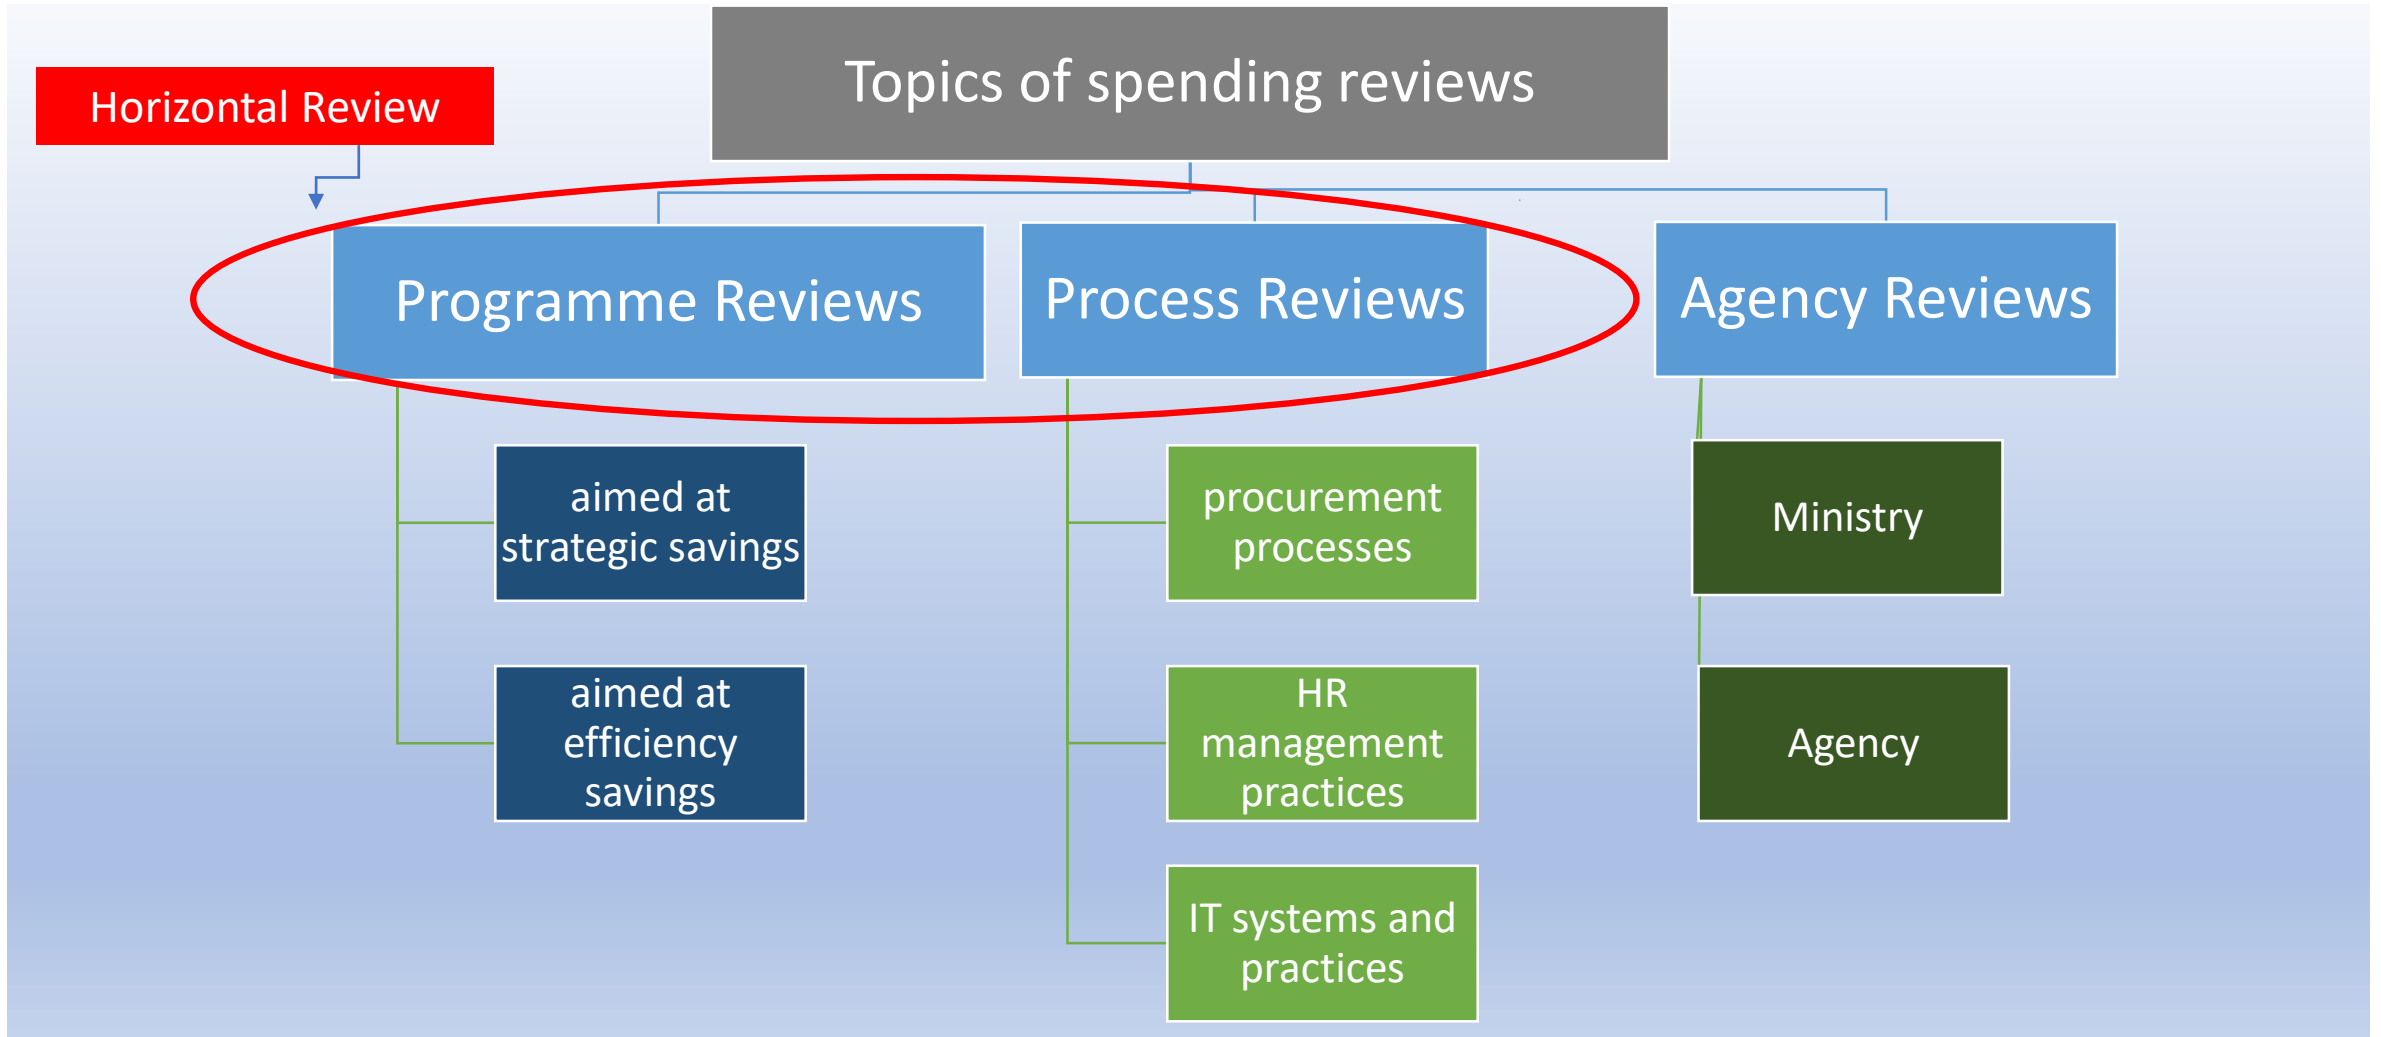 Topics of spending reviews
Horizontal Review
Programme Reviews
Process Reviews
Agency Reviews
aimed at
strategic savings
aimed at
efficiency
savings
procurement
processes
HR
management
practices
IT systems and
practices
Ministry
Agency